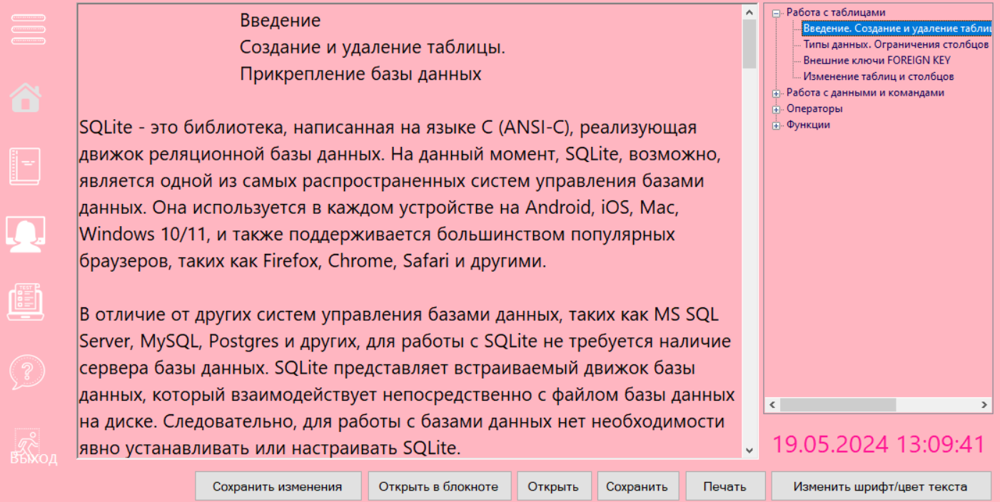 Введение
Создание и удаление таблицы.
Прикрепление базы данных
SQLite - это библиотека, написанная на языке C (ANSI-C), реализующая
движок реляционной базы данных. На данный момент, SQLite, возможно,
является одной из самых распространенных систем управления базами
данных. Она используется в каждом устройстве на Android, iOS, Mac,
Windows 10/11, и также поддерживается большинством популярных
браузеров, таких как Firefox, Chrome, Safari и другими.
В отличие от других систем управления базами данных, таких как MS SQL
Server, MySQL, Postgres и других, для работы с SQLite не требуется наличие
сервера базы данных. SQLite представляет встраиваемый движок базы
данных, который взаимодействует непосредственно с файлом базы данных
на диске. Следовательно, для работы с базами данных нет необходимости
явно устанавливать или настраивать SQLite.
Работа с таблицами
Введение. Создание и удаление таблиц
Типы данных. Ограничения столбцов
Внешние ключи FOREIGN KEY
Изменение таблиц и столбцов
Работа с данными и командами
Операторы
Функции
19.05.2024 13:09:41
TEST
?
ВЫХОД
Сохранить изменения
Открыть в блокноте
Открыть
Сохранить
Печать
Изменить шрифт/цвет текста